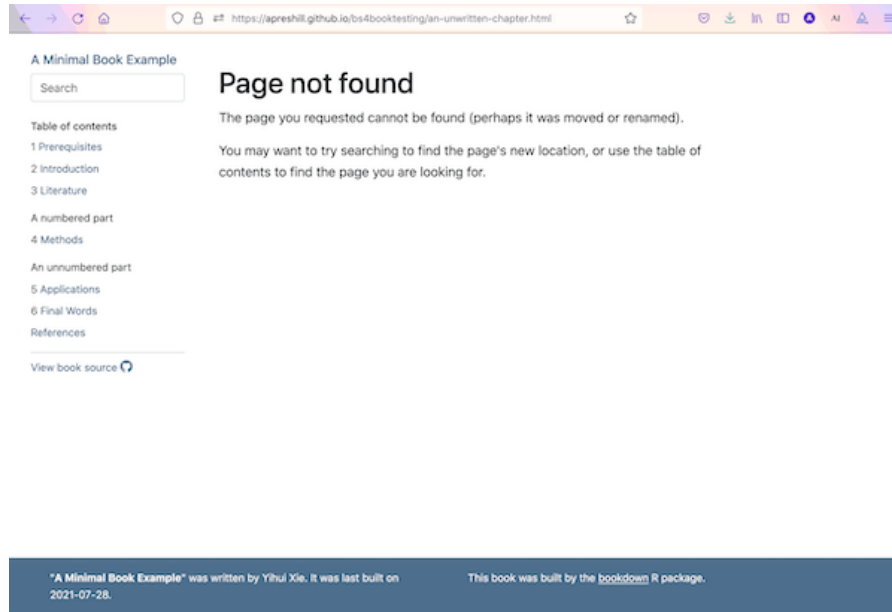 https://apreshill.github.io/bs4booktesting/an-unwritten-chapter.html
A Minimal Book Example
Search
Table of contents
1 Prerequisites
2 Introduction
3 Literature
A numbered part
4 Methods
An unnumbered part
5 Applications
6 Final Words
References
View book source
Page not found
The page you requested cannot be found (perhaps it was moved or renamed).
You may want to try searching to find the page's new location, or use the table of
contents to find the page you are looking for.
"A Minimal Book Example" was written by Yihui Xie. It was last built on
2021-07-28.
This book was built by the bookdown R package.